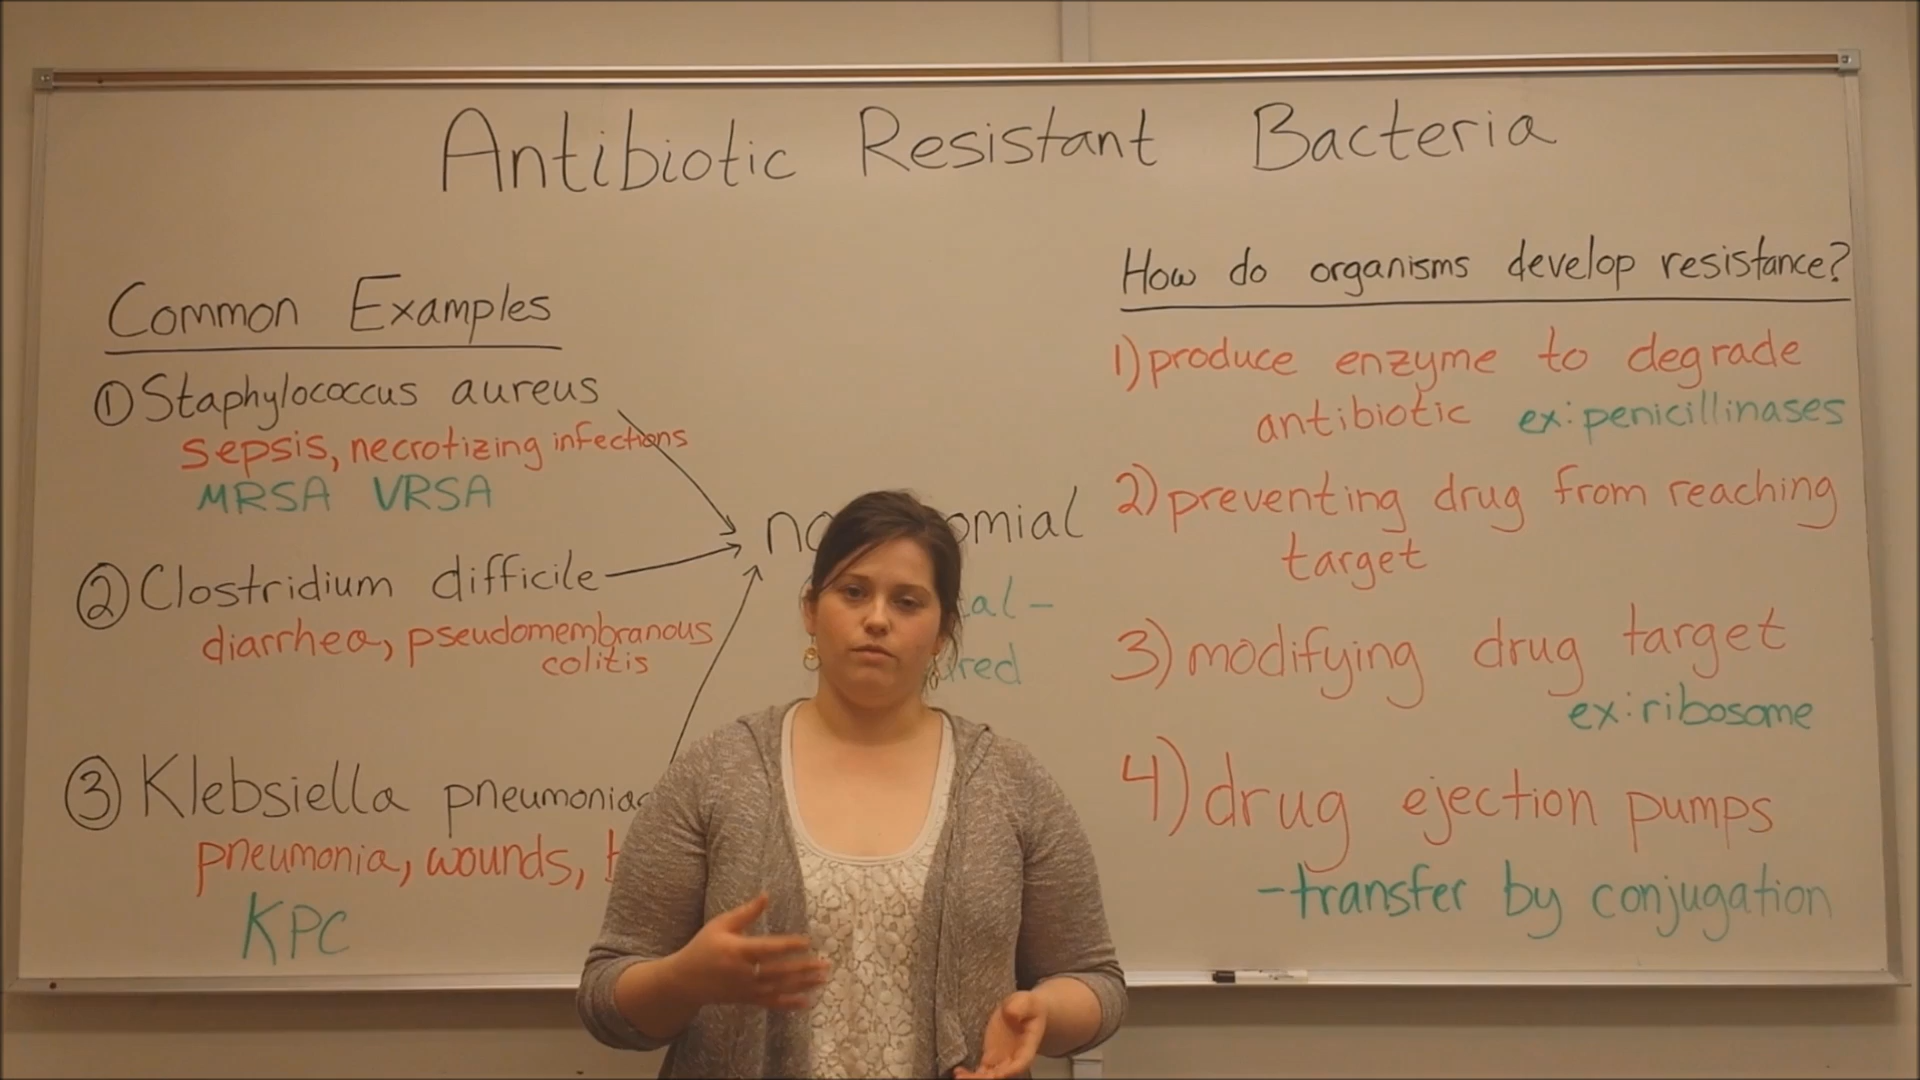 Antibiotic Resistant Bacteria
Common Examples
① Staphylococcus aureus
sepsis, necrotizing infections
MRSA VRSA
② Clostridium difficile
diarrhea, pseudomembranous
colitis
③ Klebsiella pneumoniae
pneumonia, wounds,
KPC
How do organisms develop resistance?
1) produce enzyme to degrade
antibiotic ex: penicillinases
2) preventing drug from reaching
target
3) modifying drug target
ex: ribosome
4) drug ejection pumps
- transfer by conjugation